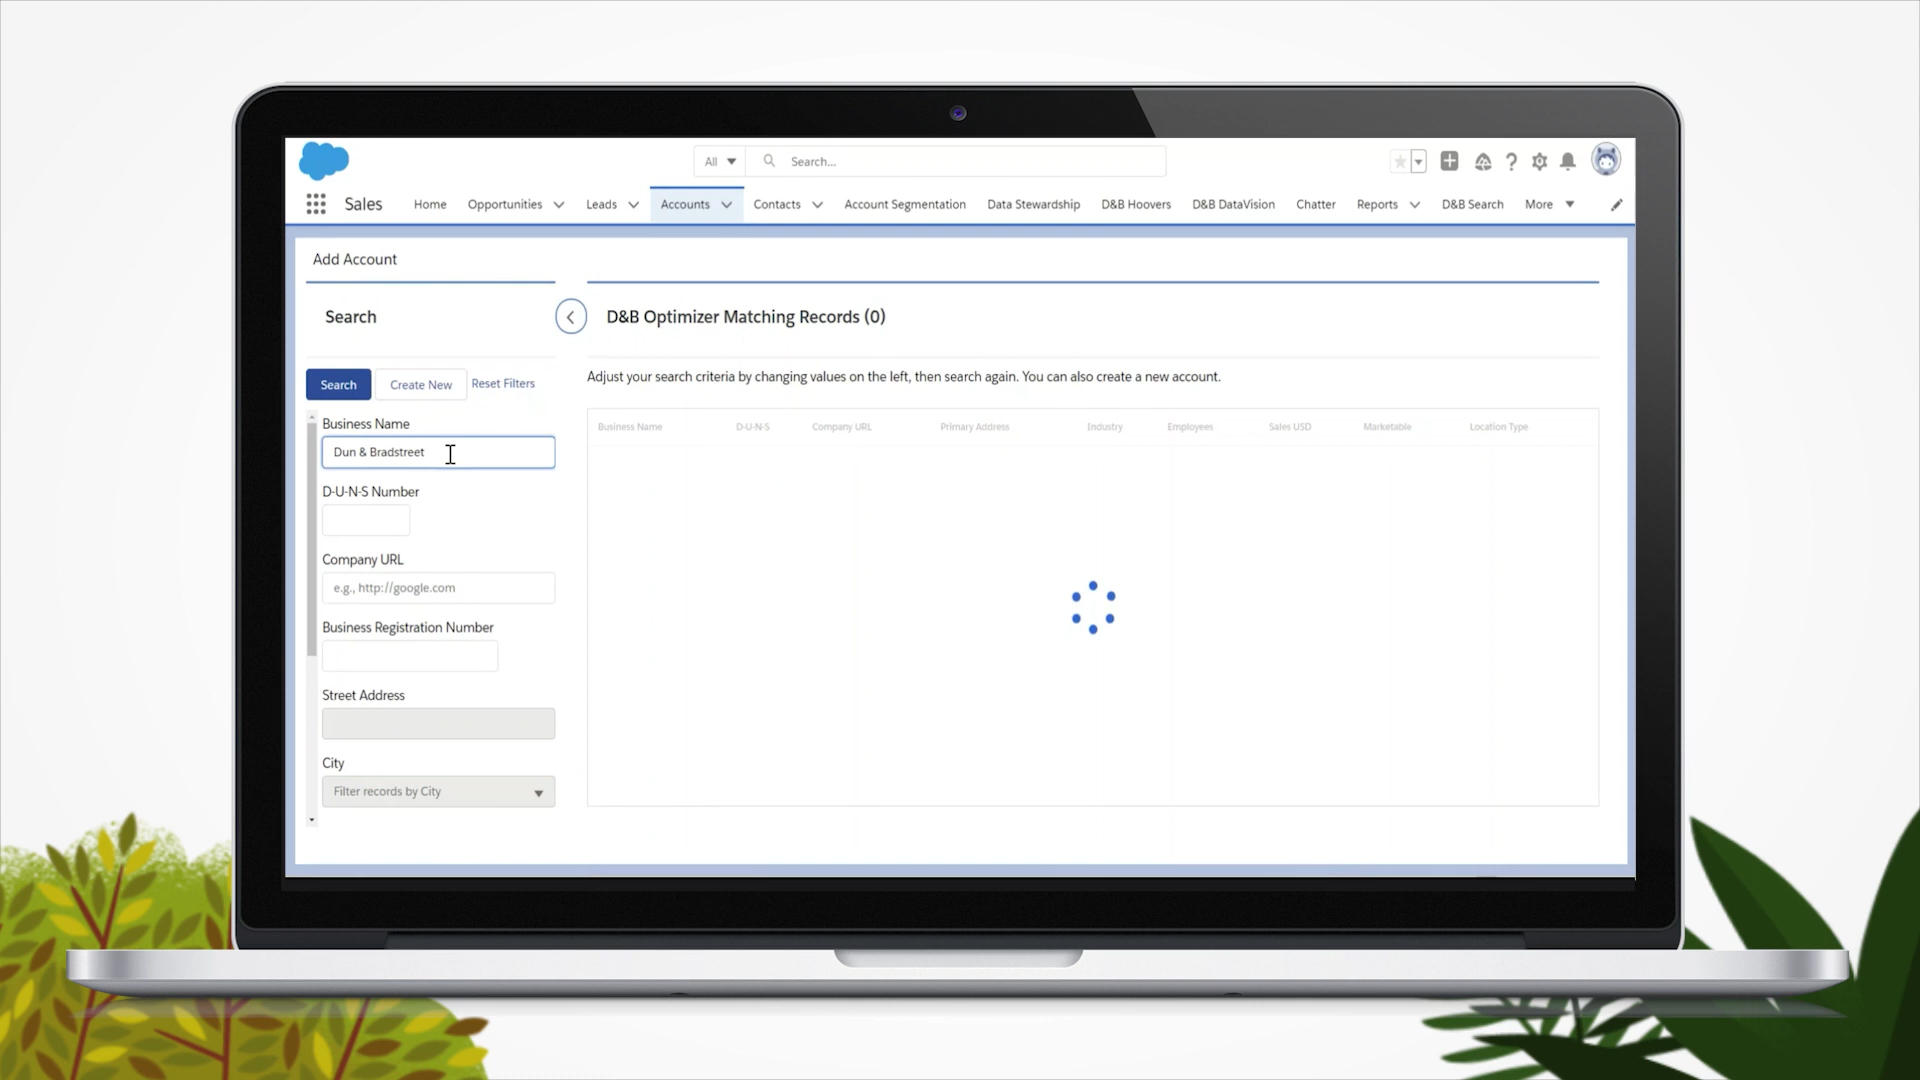 All
Search...
Sales
Home
Opportunities
Leads
Accounts
Contacts
Account Segmentation
Data Stewardship
D&B Hoovers
D&B DataVision
Chatter
Reports
D&B Search
More
Add Account
Search
D&B Optimizer Matching Records (0)
Search
Create New
Reset Filters
Adjust your search criteria by changing values on the left, then search again. You can also create a new account.
Business Name
Dun & Bradstreet
D-U-N-S Number
Company URL
e.g., http://google.com
Business Registration Number
Street Address
City
Filter records by City
Business Name
D-U-N-S
Company URL
Primary Address
Industry
Employees
Sales USD
Marketable
Location Type